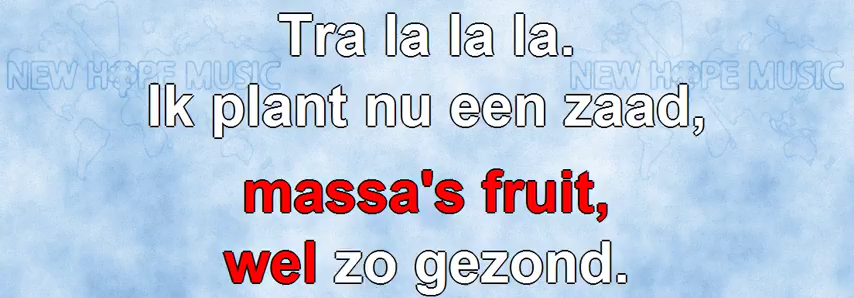 Tra la la la.
NEW HOPE MUSIC NEW HOPE MUSIC
Ik plant nu een zaad,
massa's fruit,
wel zo gezond.